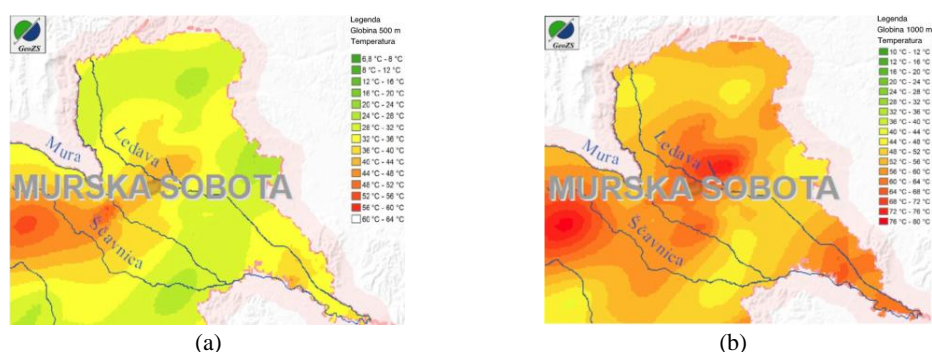 GeoZS
Legenda
Globina 500 m
Temperatura
6,8 °C - 8 °C
8 °C - 12 °C
12 °C - 16 °C
16 °C - 20 °C
20 °C - 24 °C
24 °C - 28 °C
28 °C - 32 °C
32 °C - 36 °C
36 °C - 40 °C
40 °C - 44 °C
44 °C - 48 °C
48 °C - 52 °C
52 °C - 56 °C
56 °C - 60 °C
60 °C - 64 °C
Mura
Ledava
MURSKA SOBOTA
Ščavnica
(a)
GeoZS
Legenda
Globina 1000 m
Temperatura
10 °C - 12 °C
12 °C - 16 °C
16 °C - 20 °C
20 °C - 24 °C
24 °C - 28 °C
28 °C - 32 °C
32 °C - 36 °C
36 °C - 40 °C
40 °C - 44 °C
44 °C - 48 °C
48 °C - 52 °C
52 °C - 56 °C
56 °C - 60 °C
60 °C - 64 °C
64 °C - 68 °C
68 °C - 72 °C
72 °C - 76 °C
76 °C - 80 °C
Mura
Ledava
MURSKA SOBOTA
Ščavnica
(b)